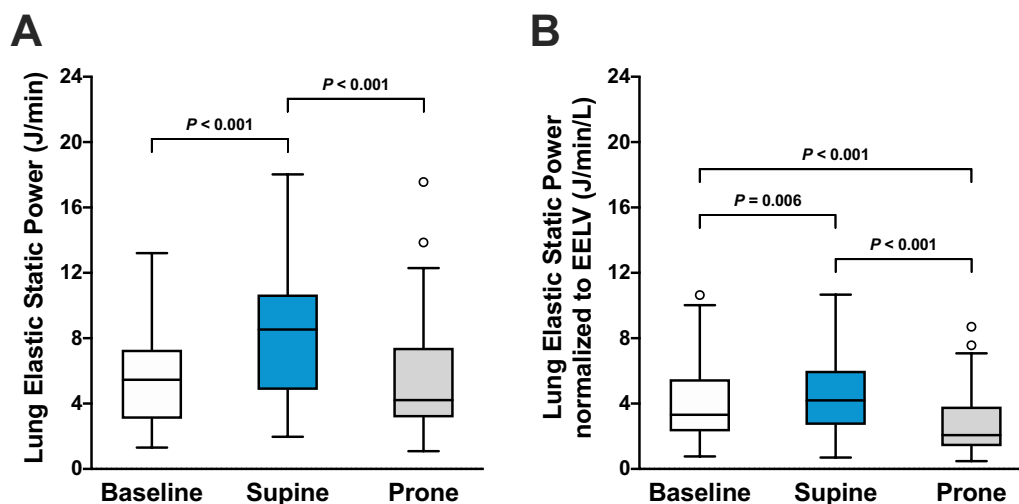 A
Lung Elastic Static Power (J/min)
24
20
16
12
8
4
0
P < 0.001
P < 0.001
Baseline
Supine
Prone
B
Lung Elastic Static Power
normalized to EELV (J/min/L)
24
20
16
12
8
4
0
P < 0.001
P = 0.006
P < 0.001
Baseline
Supine
Prone